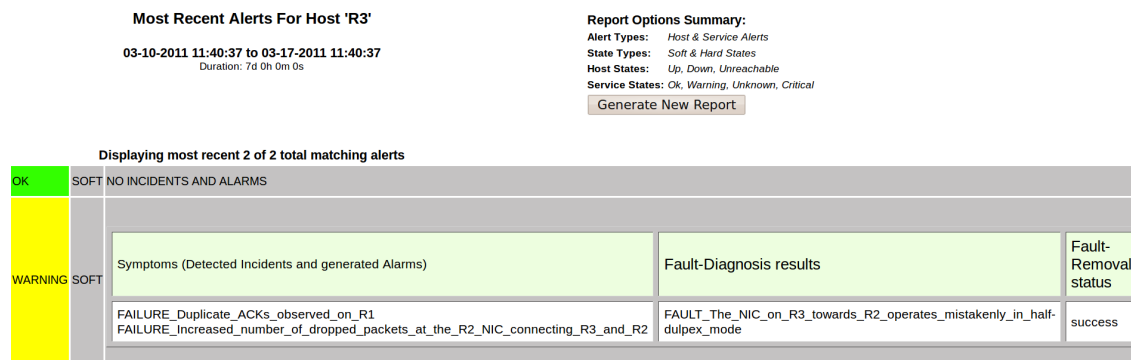 Most Recent Alerts For Host 'R3'
03-10-2011 11:40:37 to 03-17-2011 11:40:37
Duration: 7d 0h 0m 0s
Report Options Summary:
Alert Types: Host & Service Alerts
State Types: Soft & Hard States
Host States: Up, Down, Unreachable
Service States: Ok, Warning, Unknown, Critical
Generate New Report
Displaying most recent 2 of 2 total matching alerts
OK SOFT NO INCIDENTS AND ALARMS
WARNING SOFT
Symptoms (Detected Incidents and generated Alarms)
Fault-Diagnosis results
Fault-
Removal
status
FAILURE_Duplicate_ACKs_observed_on_R1
FAILURE_Increased_number_of_dropped_packets_at_the_R2_NIC_connecting_R3_and_R2
FAULT_The_NIC_on_R3_towards_R2_operates_mistakenly_in_half-
dulpex_mode
success